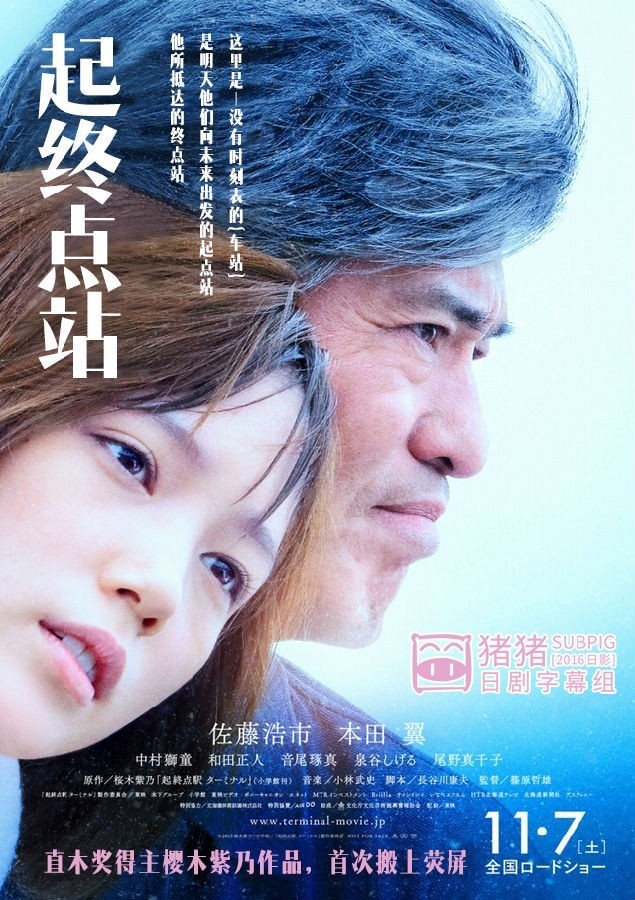 起终点站
这里是—没有时刻表的[车站]
是明天他们向未来出发的起点站
他所抵达的终点站
猪猪
SUBPIG
[2016日影]
日剧字幕组
佐藤浩市 本田 翼
中村獅童 和田正人 音尾琢真 泉谷しげる 尾野真千子
原作／桜木紫乃「起終点駅 ターミナル」(小学館刊) 音楽／小林武史 脚本／長谷川康夫 監督／篠原哲雄
www.terminal-movie.jp
11・7[土]
全国ロードショー
直木奖得主樱木紫乃作品，首次搬上荧屏